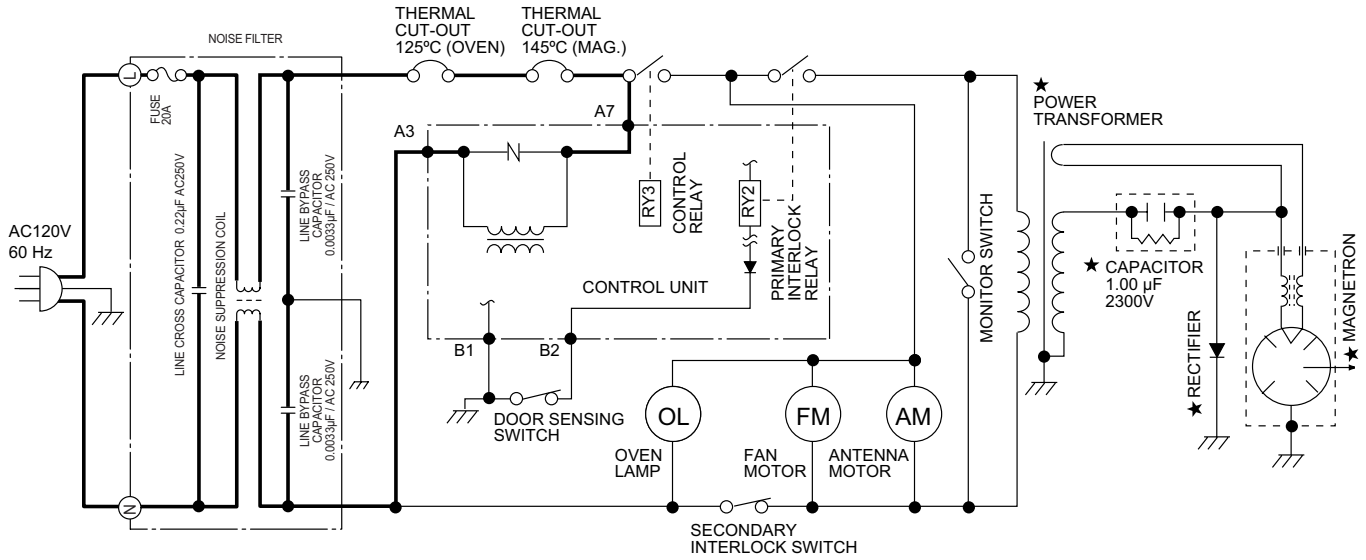 THERMAL
CUT-OUT
125ºC (OVEN)
THERMAL
CUT-OUT
145ºC (MAG.)
NOISE FILTER
L
FUSE
20A
A7
A3
★
POWER
TRANSFORMER
LINE CROSS CAPACITOR 0.22µF AC250V
NOISE SUPPRESSION COIL
LINE BYPASS
CAPACITOR
0.0033µF / AC 250V
N
RY3
CONTROL
RELAY
RY2
PRIMARY
INTERLOCK
RELAY
AC120V
60 Hz
CONTROL UNIT
MONITOR SWITCH
★ CAPACITOR
1.00 µF
2300V
★ MAGNETRON
★ RECTIFIER
B1
B2
LINE BYPASS
CAPACITOR
0.0033µF / AC 250V
DOOR SENSING
SWITCH
OL
FM
AM
OVEN
LAMP
FAN
MOTOR
ANTENNA
MOTOR
N
SECONDARY
INTERLOCK SWITCH